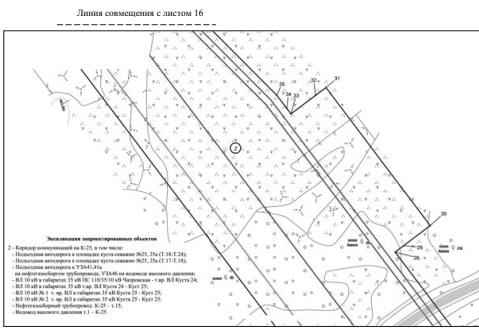 Линия совмещения с листом 16
35
34
33
32
31
2
30
29
28
Экспликация запроектированных объектов
2 - Коридор коммуникаций на К-25, в том числе:
- Подъездная автодорога к площадке куста скважин №25, 25а (Т.18-Т.24);
- Подъездная автодорога к площадке куста скважин №25, 25а (Т.17-Т.18);
- Подъездная автодорога к УЗА41,41а
на нефтегазосборном трубопроводе, УЗА46 на водоводе высокого давления;
- ВЛ 10 кВ в габаритах 35 кВ ПС 110/35/10 кВ Чапровская - т.вр. ВЛ Куста 24;
- ВЛ 10 кВ в габаритах 35 кВ т.вр. ВЛ Куста 24 - Куст 25;
- ВЛ 10 кВ № 1 т. вр. ВЛ в габаритах 35 кВ Куста 25 - Куст 25;
- ВЛ 10 кВ № 2 т. вр. ВЛ в габаритах 35 кВ Куста 25 - Куст 25;
- Нефтегазосборный трубопровод К-25 - т.15;
- Водовод высокого давления т.1 - К-25